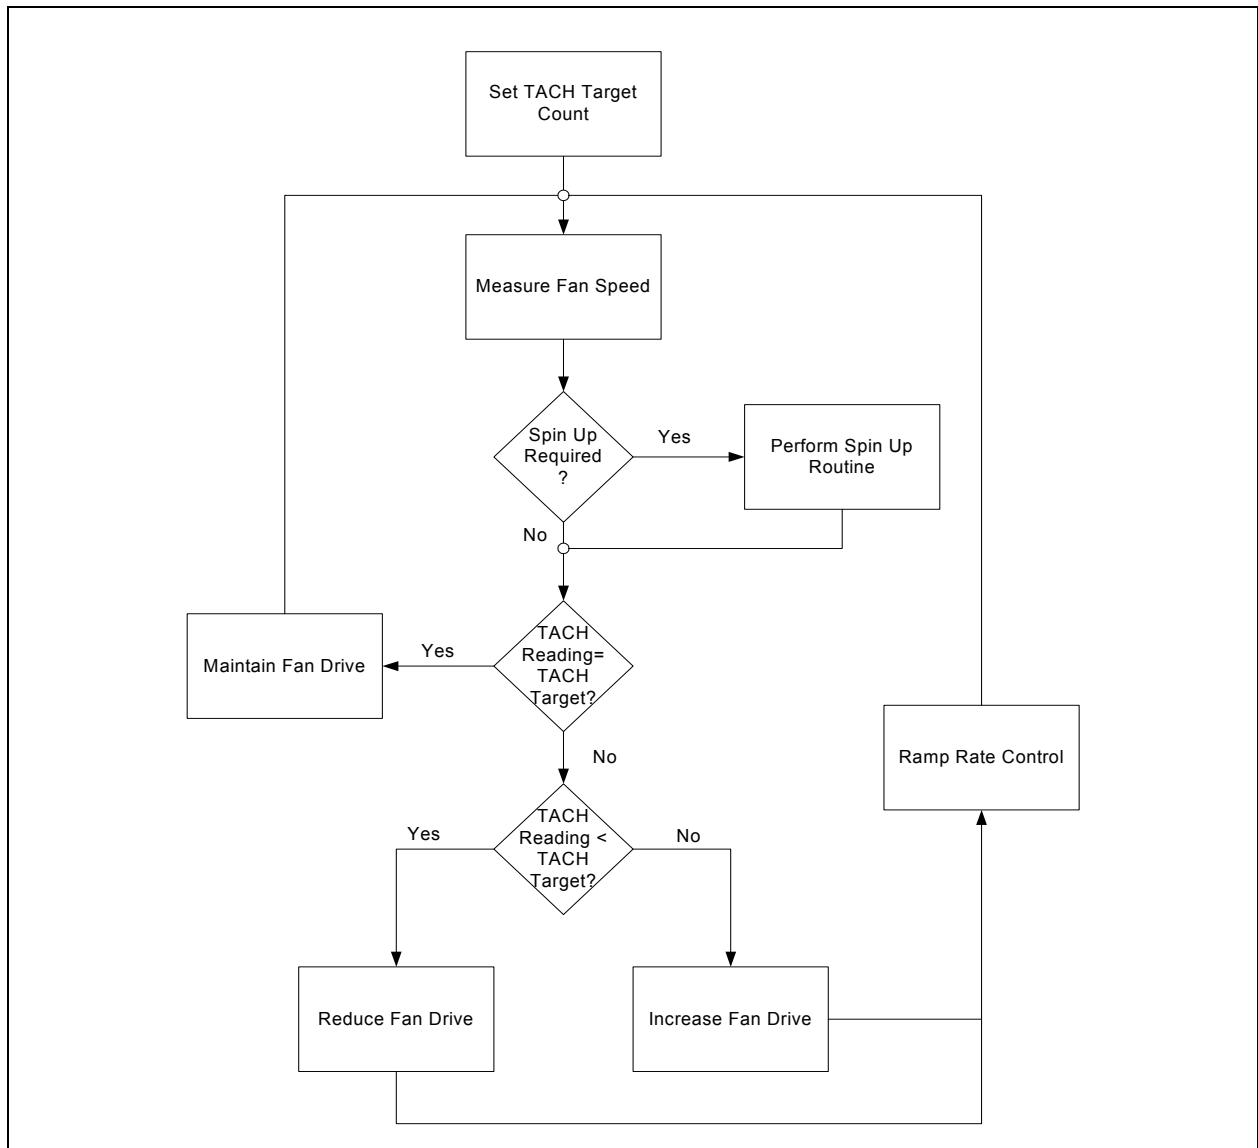 Set TACH Target
Count
Measure Fan Speed
Spin Up
Required
?
Yes
Perform Spin Up
Routine
No
TACH
Reading=
TACH
Target?
Yes
Maintain Fan Drive
No
Ramp Rate Control
TACH
Reading <
TACH
Target?
Yes
No
Reduce Fan Drive
Increase Fan Drive